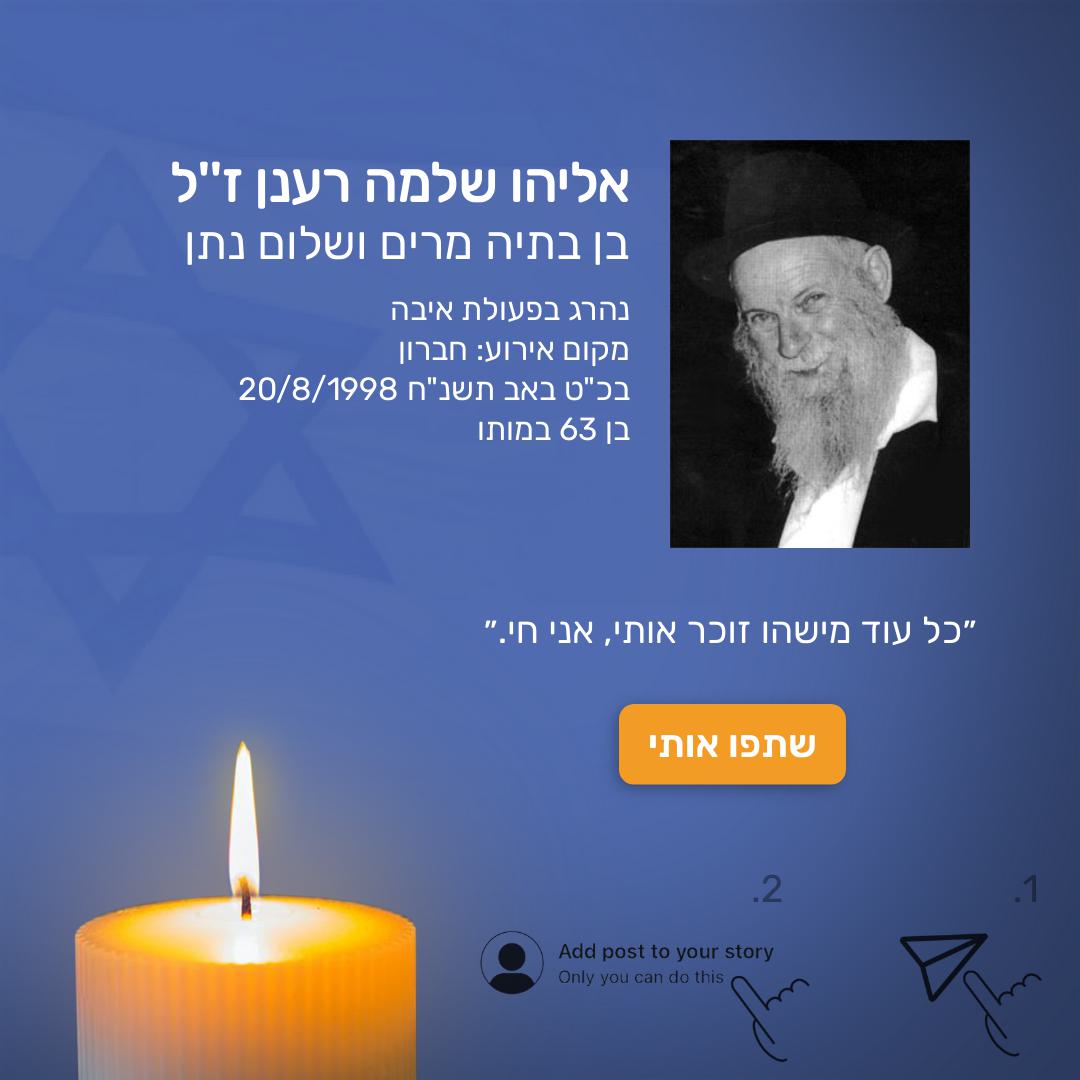 אליהו שלמה רענן ז"ל
בן בתיה מרים ושלום נתן
נהרג בפעולת איבה
מקום אירוע: חברון
בכ"ט באב תשנ"ח 20/8/1998
בן 63 במותו
"כל עוד מישהו זוכר אותי, אני חי."
שתפו אותי
1.
2.
Add post to your story
Only you can do this